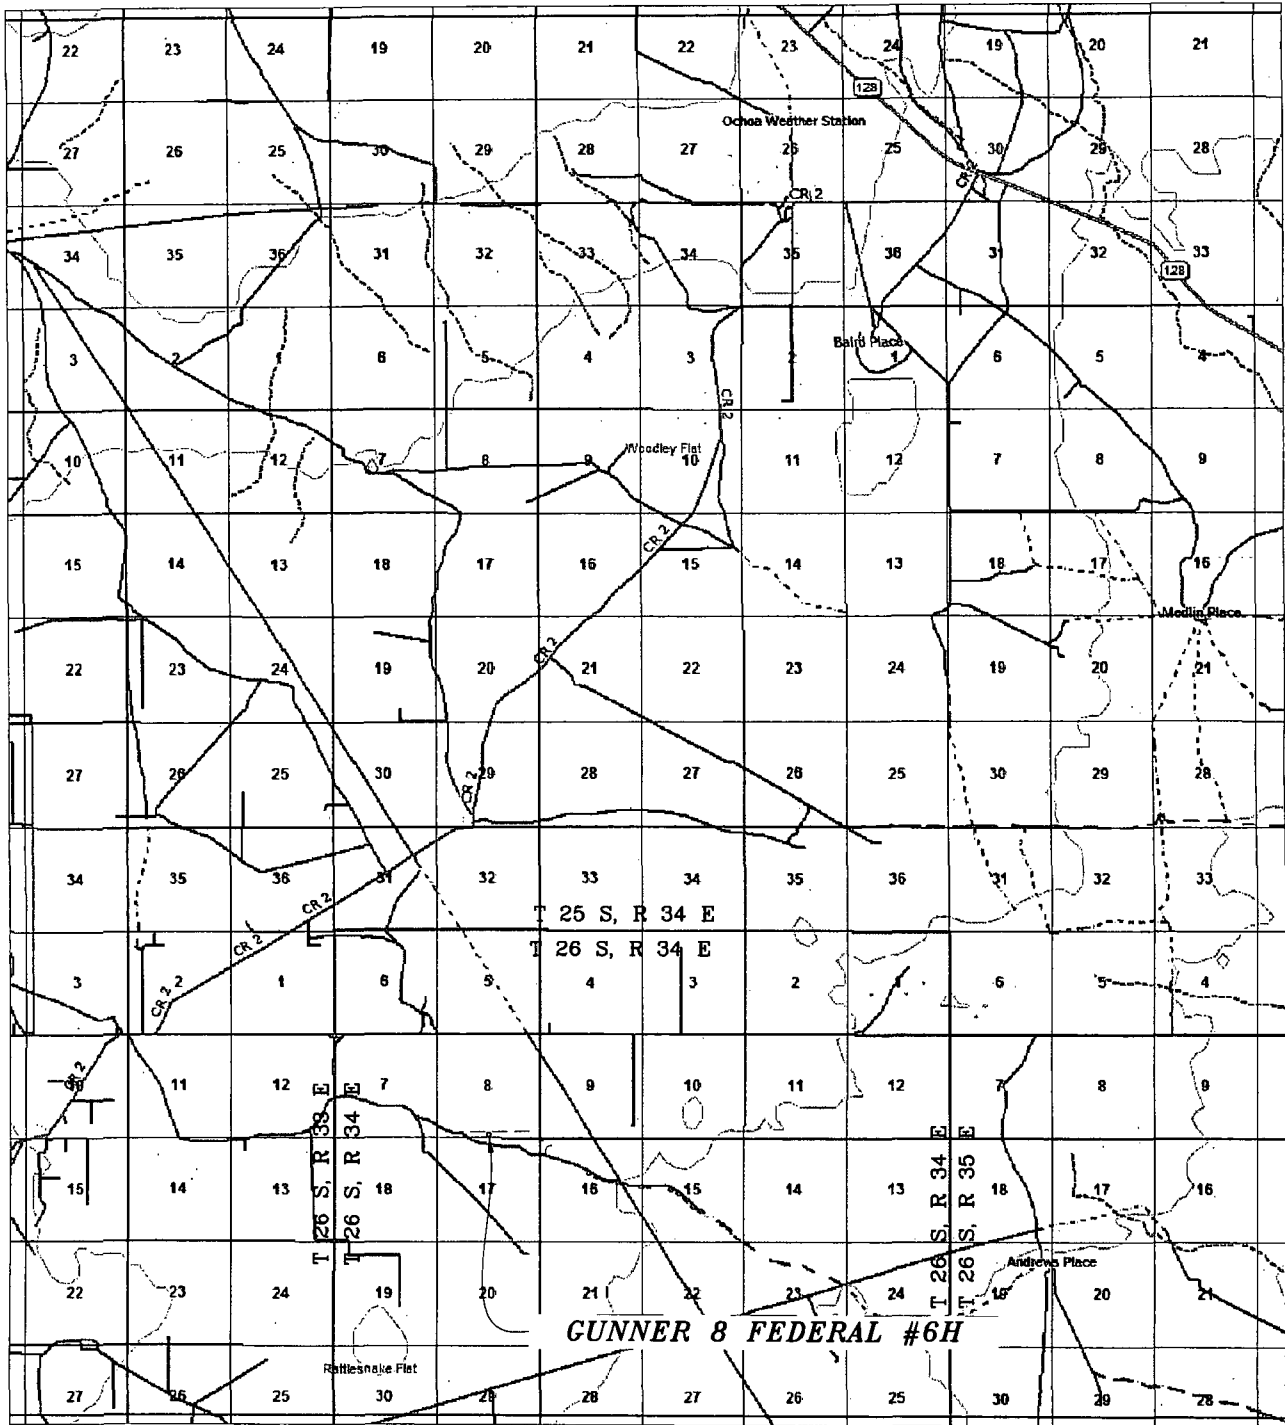 22 23 24 19 20 21 22 23 24 19 20 21
128
Ochoa Weather Station
27 26 25 30 29 28 27 26 25 30 29 28
CR 2
CR 2
34 35 36 31 32 33 34 35 36 31 32 33
128
Baird Place
3 2 1 6 5 4 3 2 1 6 5 4
CR 2
Woodley Flat
10 11 12 7 8 9 10 11 12 7 8 9
CR 2
15 14 13 18 17 16 15 14 13 18 17 16
Medlin Place
CR 2
22 23 24 19 20 21 22 23 24 19 20 21
27 26 25 30 29 28 27 26 25 30 29 28
CR 2
34 35 36 31 32 33 34 35 36 31 32 33
CR 2
T 25 S, R 34 E
CR 2
T 26 S, R 34 E
3 2 1 6 5 4 3 2 1 6 5 4
CR 2
10 11 12 7 8 9 10 11 12 7 8 9
CR 2
T 26 S, R 33 E
T 26 S, R 34 E
T 26 S, R 34 E
T 26 S, R 35 E
15 14 13 18 17 16 15 14 13 18 17 16
Andrews Place
22 23 24 19 20 21 22 23 24 19 20 21
GUNNER 8 FEDERAL #6H
Rattlesnake Flat
27 26 25 30 29 28 27 26 25 30 29 28